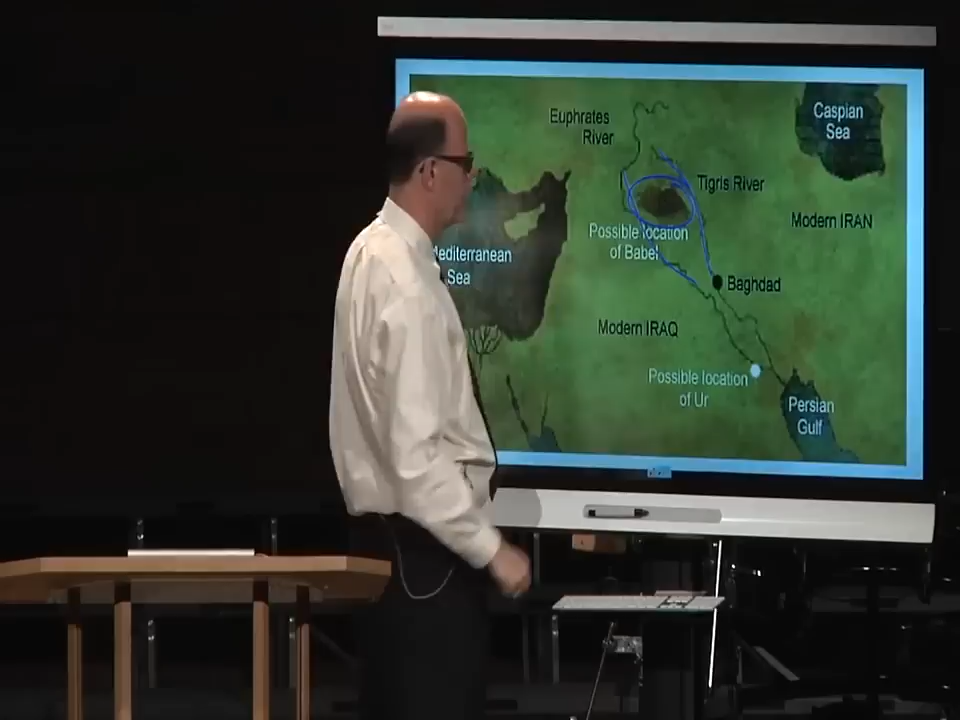 Euphrates
River
Caspian
Sea
Tigris River
Modern IRAN
Possible location
of Babel
Mediterranean
Sea
Baghdad
Modern IRAQ
Possible location
of Ur
Persian
Gulf